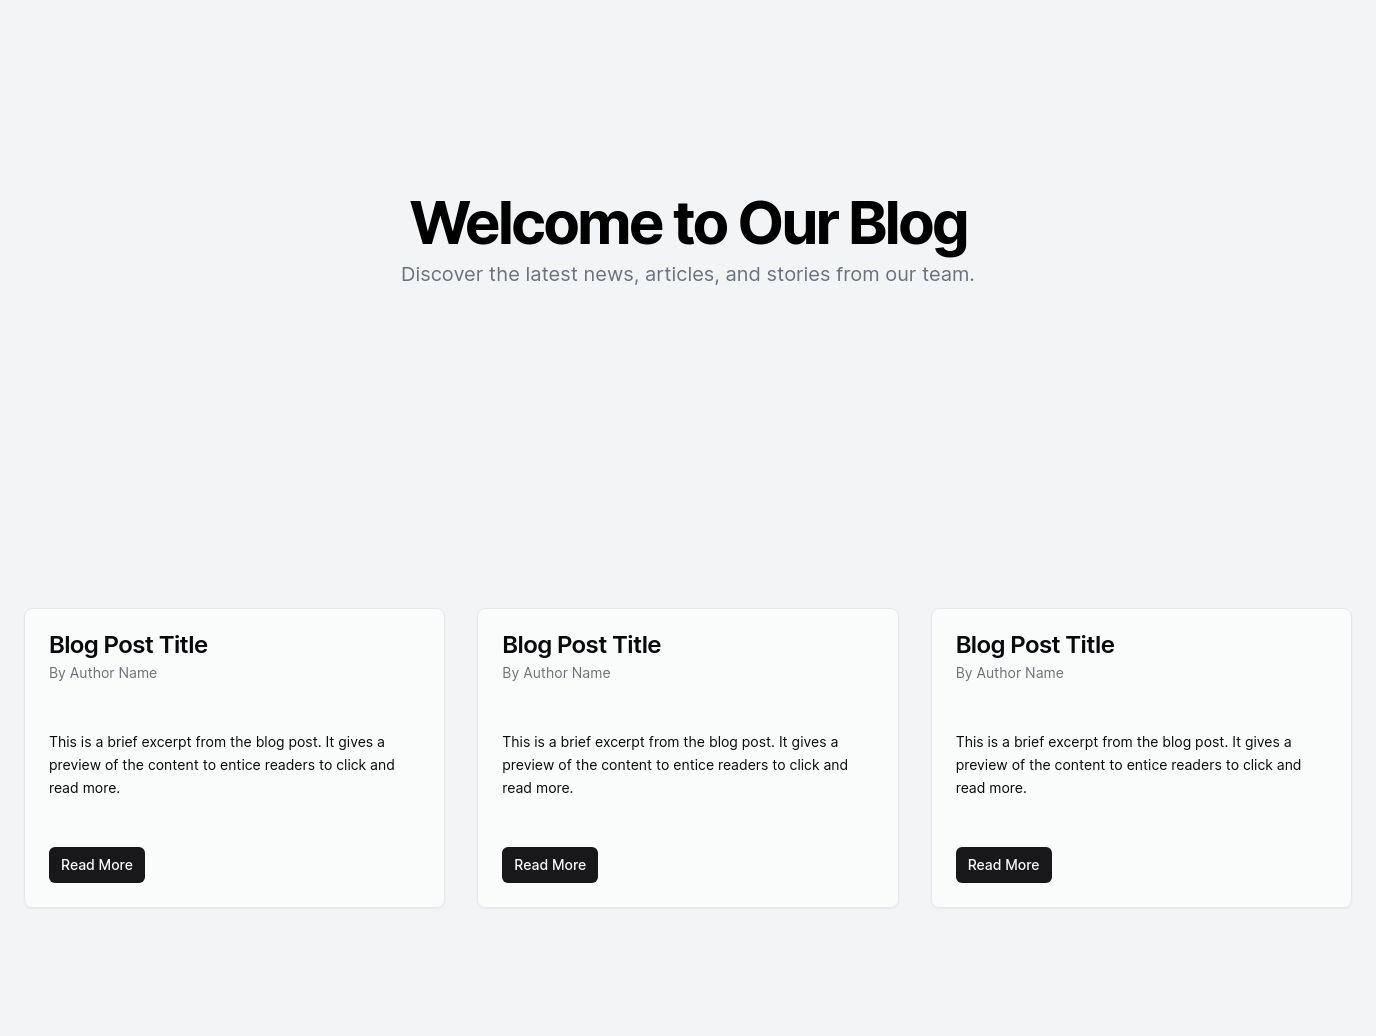 Welcome to Our Blog
Discover the latest news, articles, and stories from our team.
Blog Post Title
By Author Name
This is a brief excerpt from the blog post. It gives a
preview of the content to entice readers to click and
read more.
Read More
Blog Post Title
By Author Name
This is a brief excerpt from the blog post. It gives a
preview of the content to entice readers to click and
read more.
Read More
Blog Post Title
By Author Name
This is a brief excerpt from the blog post. It gives a
preview of the content to entice readers to click and
read more.
Read More